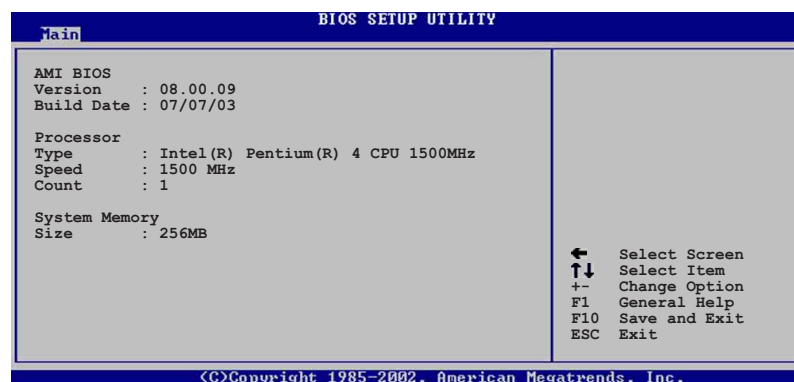 BIOS SETUP UTILITY
Main
AMI BIOS
Version : 08.00.09
Build Date : 07/07/03
Processor
Type : Intel(R) Pentium(R) 4 CPU 1500MHz
Speed : 1500 MHz
Count : 1
System Memory
Size : 256MB
← Select Screen
↑↓ Select Item
+- Change Option
F1 General Help
F10 Save and Exit
ESC Exit
(C)Copyright 1985-2002, American Megatrends, Inc.